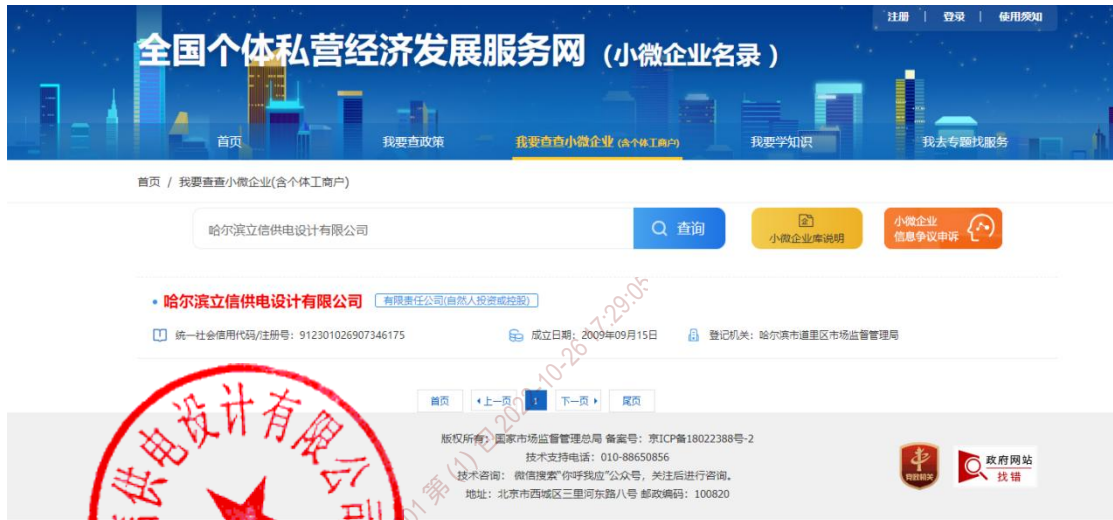 注册 | 登录 | 使用须知
全国个体私营经济发展服务网（小微企业名录）
首页 我要查政策 我要查查小微企业(含个体工商户) 我要学知识 我去专题找服务
首页 / 我要查查小微企业(含个体工商户)
哈尔滨立信供电设计有限公司 查询 小微企业库说明 小微企业
信息争议申诉
哈尔滨立信供电设计有限公司 有限责任公司(自然人投资或控股)
统一社会信用代码/注册号：912301026907346175 成立日期：2009年09月15日 登记机关：哈尔滨市道里区市场监督管理局
首页 上一页 1 下一页 尾页
版权所有：国家市场监督管理总局 备案号：京ICP备18022388号-2
技术支持电话：010-88650856
技术咨询： 微信搜索“你呼我应”公众号，关注后进行咨询。
地址：北京市西城区三里河东路八号 邮政编码：100820
党政机关
政府网站
找错
供电设计有限公司